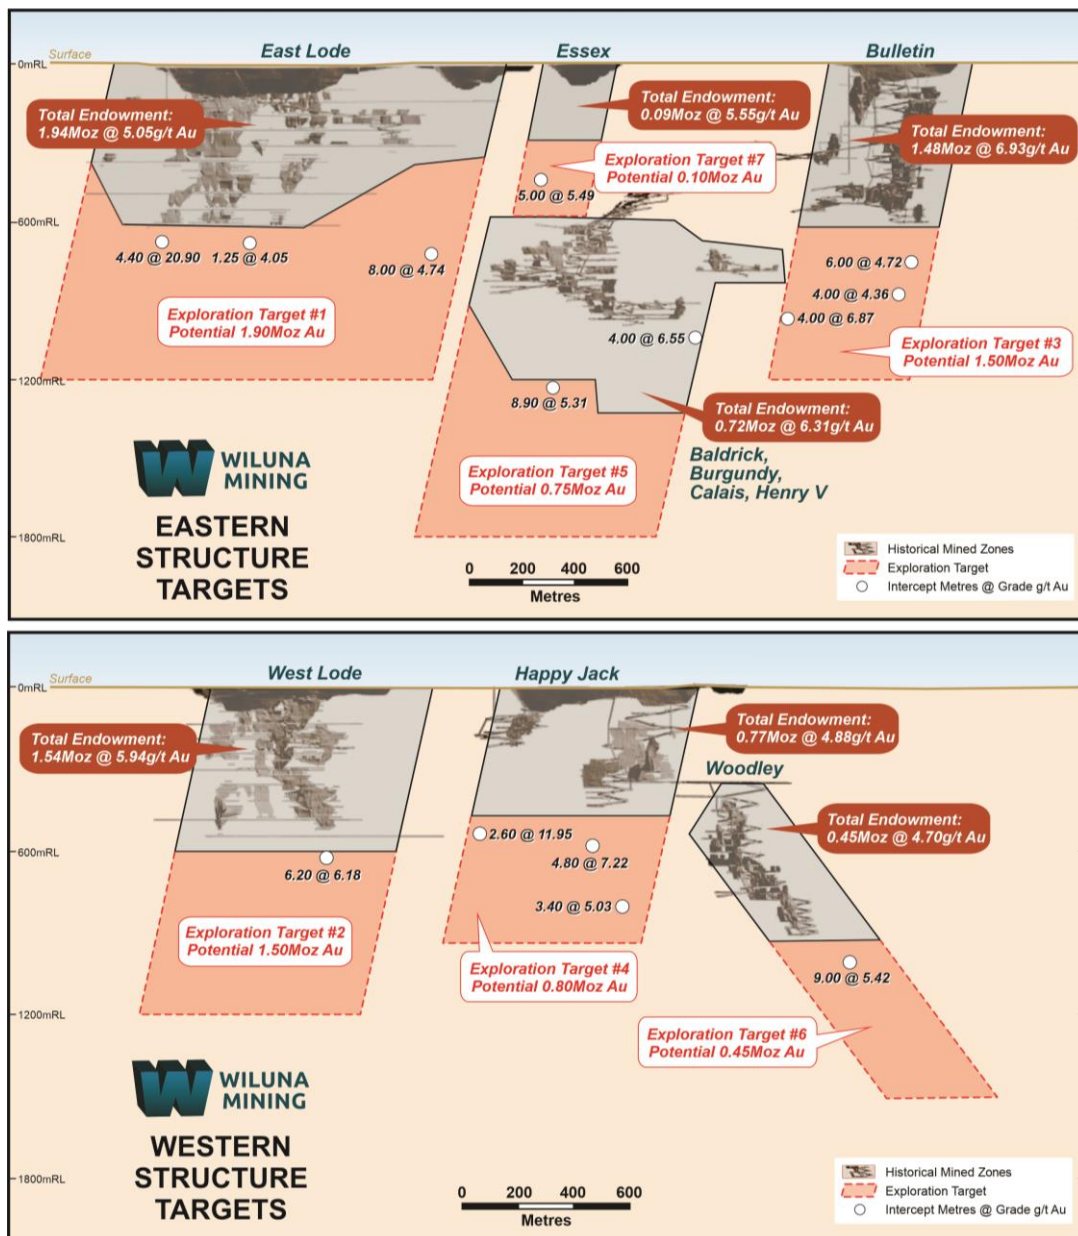 East Lode
Essex
Bulletin
Surface
0mRL
Total Endowment:
1.94Moz @ 5.05g/t Au
Total Endowment:
0.09Moz @ 5.55g/t Au
Total Endowment:
1.48Moz @ 6.93g/t Au
Exploration Target #7
Potential 0.10Moz Au
5.00 @ 5.49
600mRL
4.40 @ 20.90
1.25 @ 4.05
8.00 @ 4.74
6.00 @ 4.72
4.00 @ 4.36
4.00 @ 6.87
Exploration Target #1
Potential 1.90Moz Au
4.00 @ 6.55
Exploration Target #3
Potential 1.50Moz Au
1200mRL
8.90 @ 5.31
Total Endowment:
0.72Moz @ 6.31g/t Au
Baldrick,
Burgundy,
Calais, Henry V
WILUNA
MINING
Exploration Target #5
Potential 0.75Moz Au
EASTERN
STRUCTURE
TARGETS
1800mRL
0 200 400 600
Metres
Historical Mined Zones
Exploration Target
Intercept Metres @ Grade g/t Au
West Lode
Happy Jack
Surface
0mRL
Total Endowment:
1.54Moz @ 5.94g/t Au
Total Endowment:
0.77Moz @ 4.88g/t Au
Woodley
Total Endowment:
0.45Moz @ 4.70g/t Au
600mRL
2.60 @ 11.95
4.80 @ 7.22
6.20 @ 6.18
3.40 @ 5.03
Exploration Target #2
Potential 1.50Moz Au
Exploration Target #4
Potential 0.80Moz Au
9.00 @ 5.42
1200mRL
Exploration Target #6
Potential 0.45Moz Au
WILUNA
MINING
WESTERN
STRUCTURE
TARGETS
1800mRL
0 200 400 600
Metres
Historical Mined Zones
Exploration Target
Intercept Metres @ Grade g/t Au